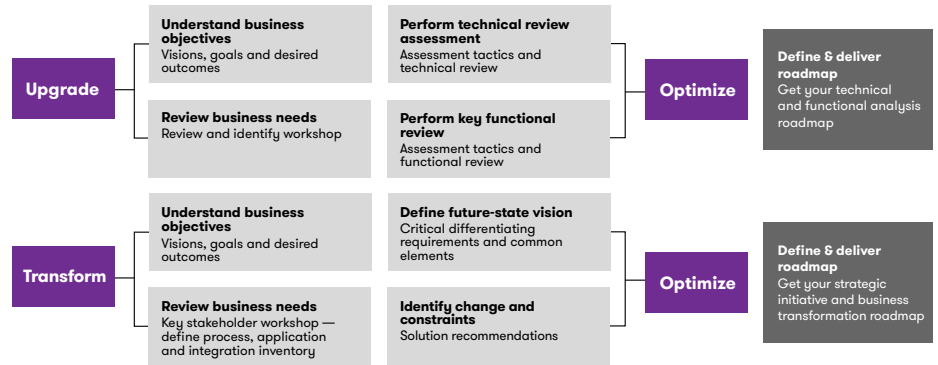 Upgrade
Understand business
objectives
Visions, goals and desired
outcomes
Review business needs
Review and identify workshop
Perform technical review
assessment
Assessment tactics and
technical review
Perform key functional
review
Assessment tactics and
functional review
Optimize
Define & deliver
roadmap
Get your technical
and functional analysis
roadmap
Transform
Understand business
objectives
Visions, goals and desired
outcomes
Review business needs
Key stakeholder workshop —
define process, application
and integration inventory
Define future-state vision
Critical differentiating
requirements and common
elements
Identify change and
constraints
Solution recommendations
Optimize
Define & deliver
roadmap
Get your strategic
initiative and business
transformation roadmap